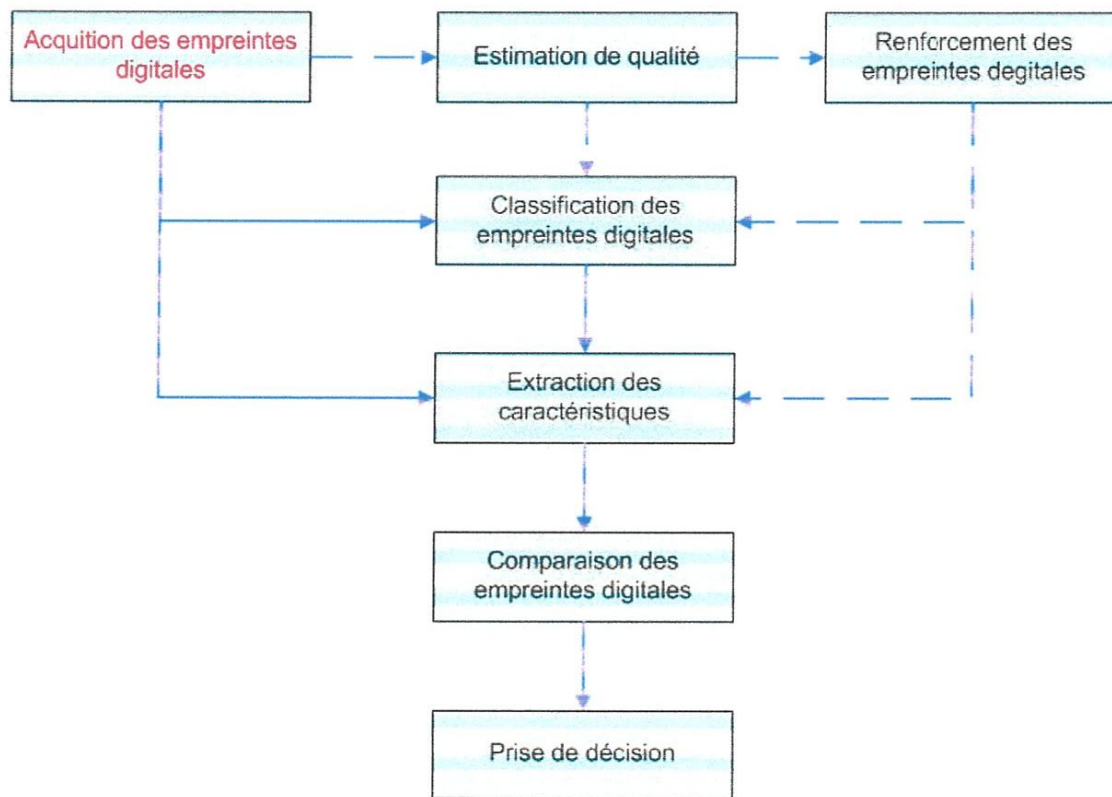 Acquition des empreintes
digitales
Estimation de qualité
Renforcement des
empreintes degitales
Classification des
empreintes digitales
Extraction des
caractéristiques
Comparaison des
empreintes digitales
Prise de décision